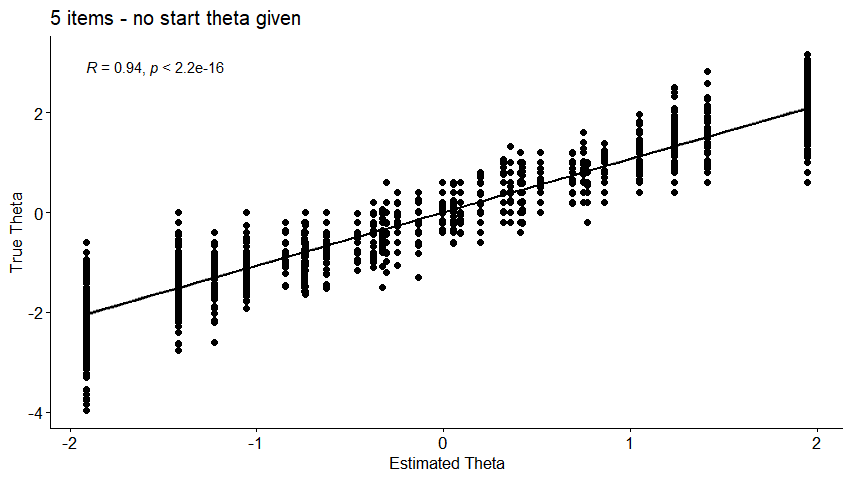 5 items - no start theta given
R = 0.94, p < 2.2e-16
True Theta
2
0
-2
-4
-2
-1
0
1
2
Estimated Theta